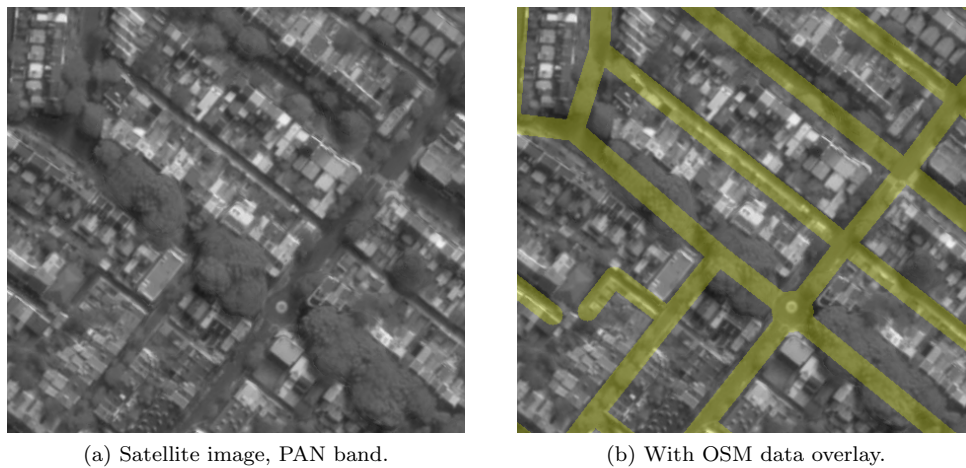 (a) Satellite image, PAN band.
(b) With OSM data overlay.